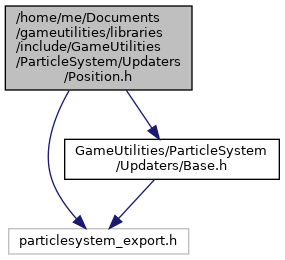 /home/me/Documents
/gameutilities/libraries
/include/GameUtilities
/ParticleSystem/Updaters
/Position.h
GameUtilities/ParticleSystem
/Updaters/Base.h
particlesystem_export.h